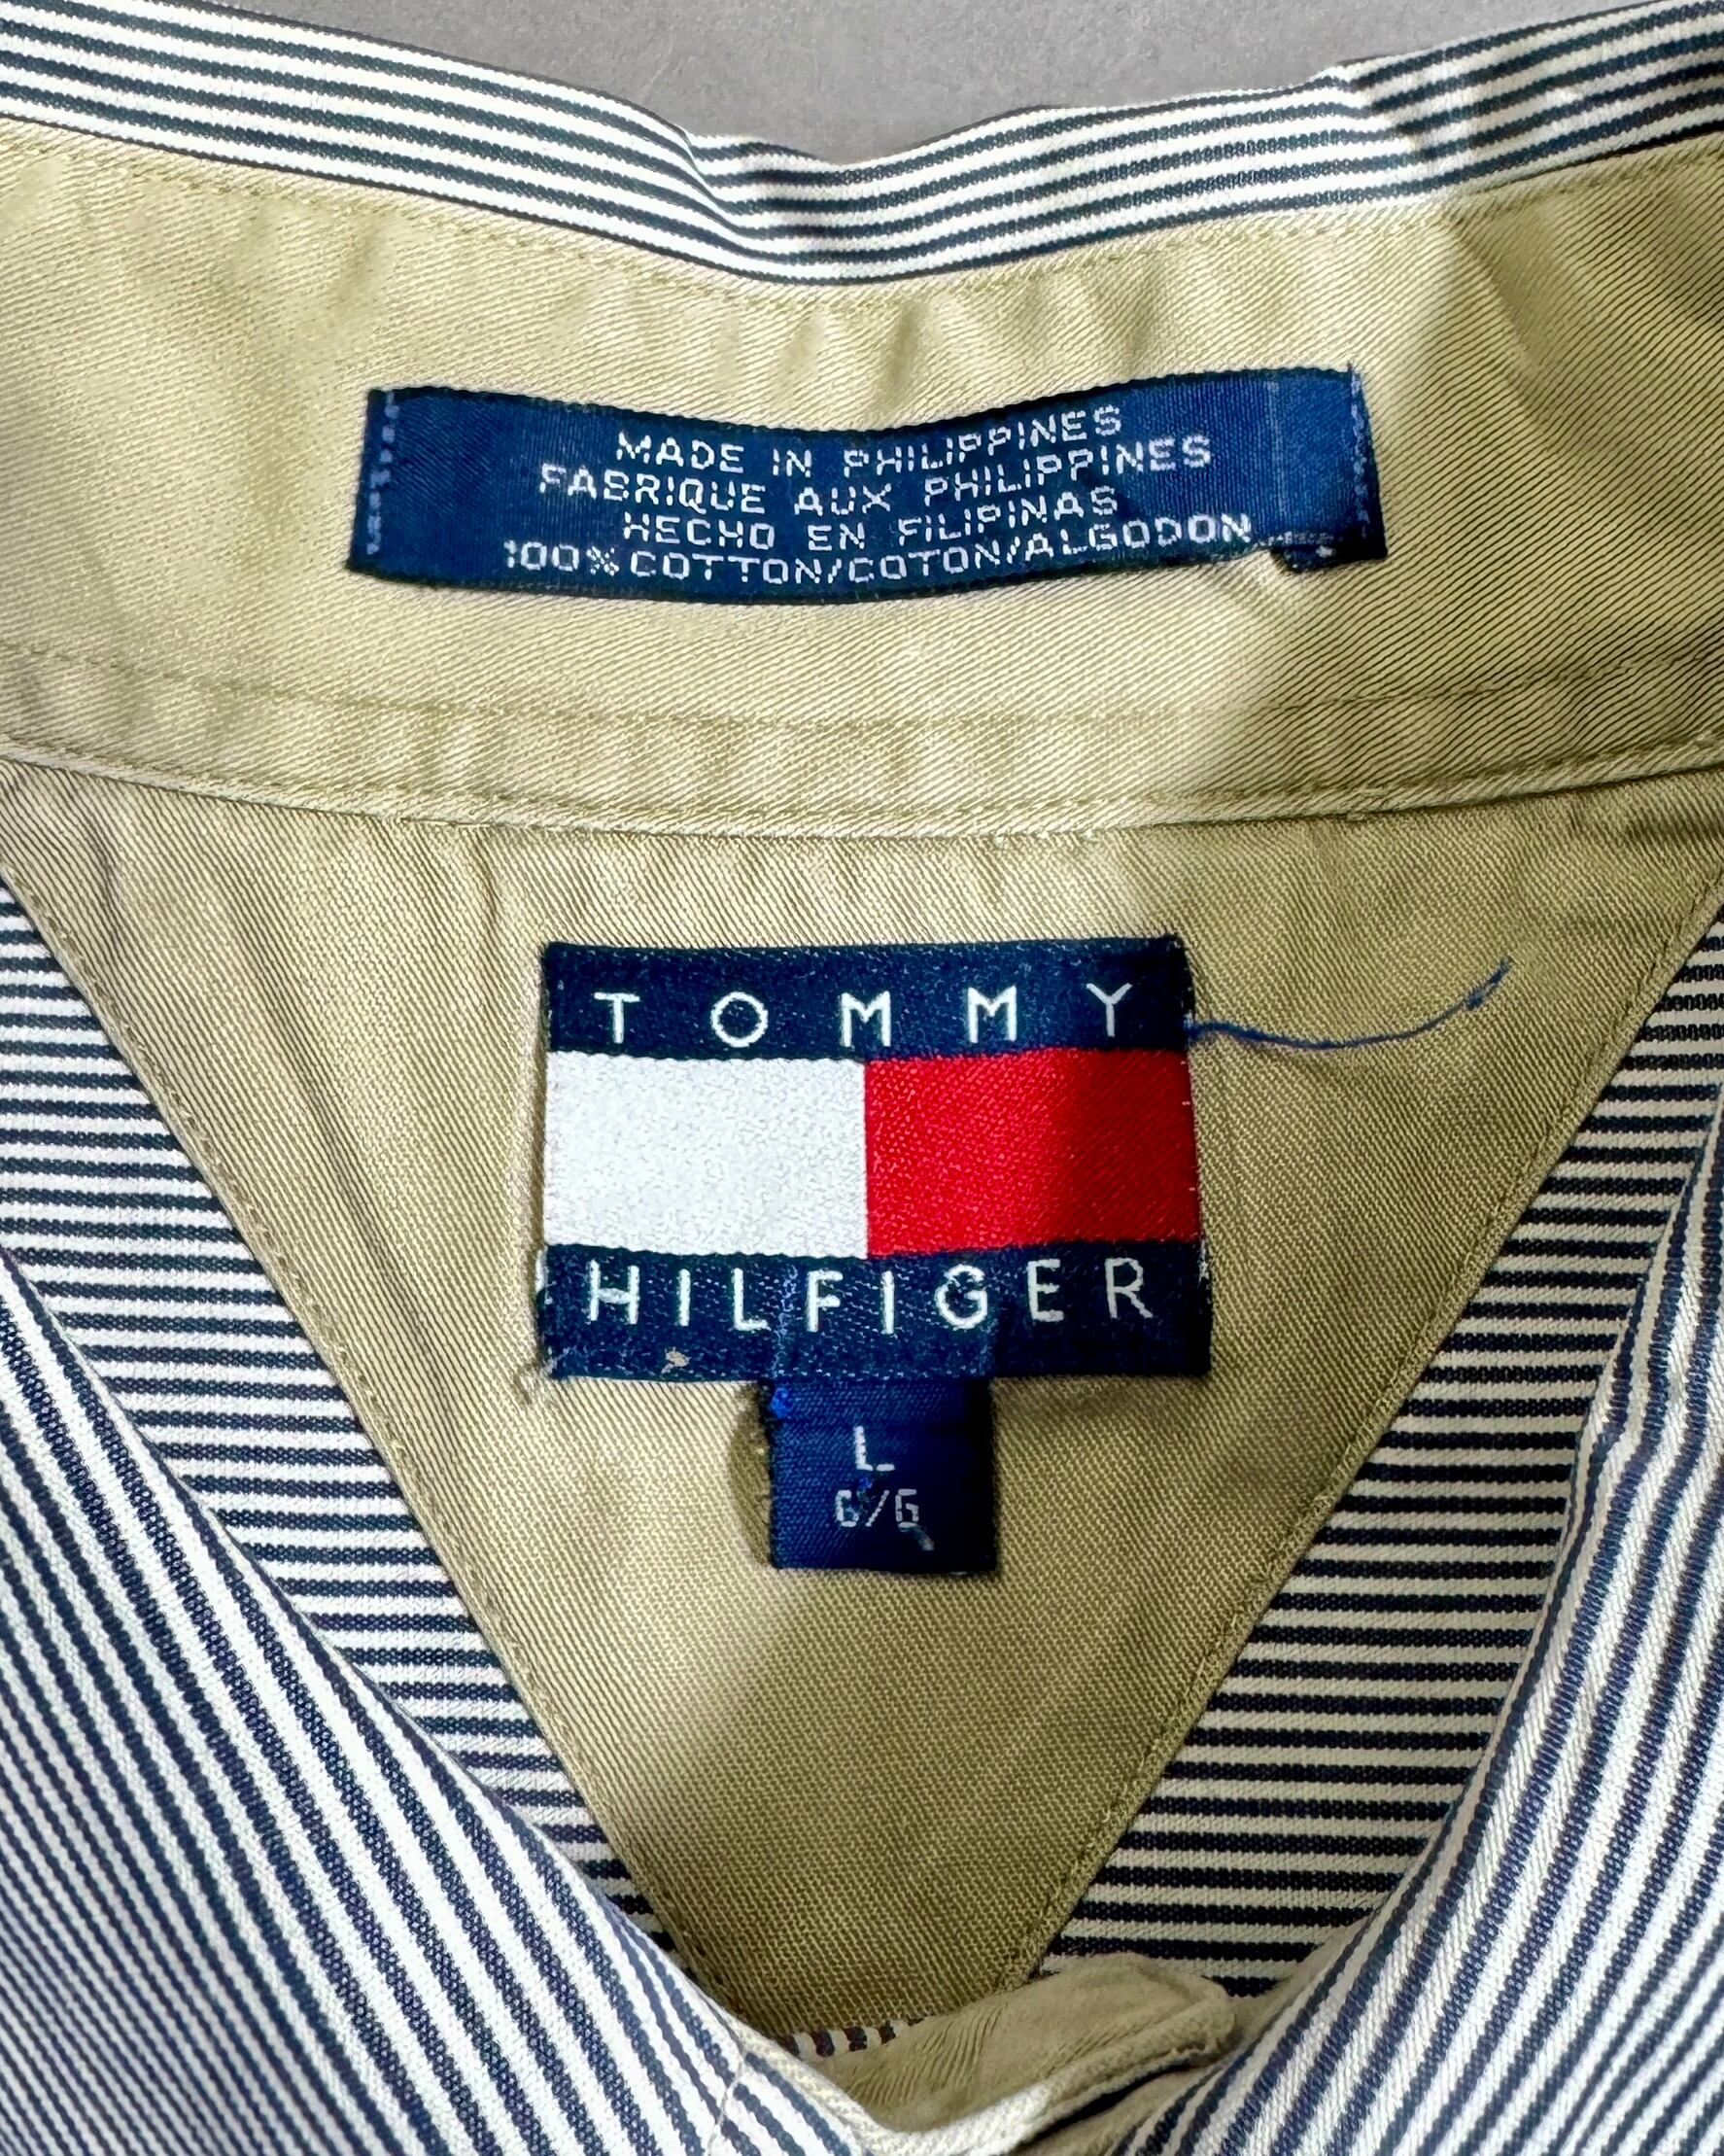 MADE IN PHILIPPINES
FABRIQUE AUX PHILIPPINES
HECHO EN FILIPINAS
100% COTTON/COTON/ALGODON
TOMMY
HILFIGER
L
G/G